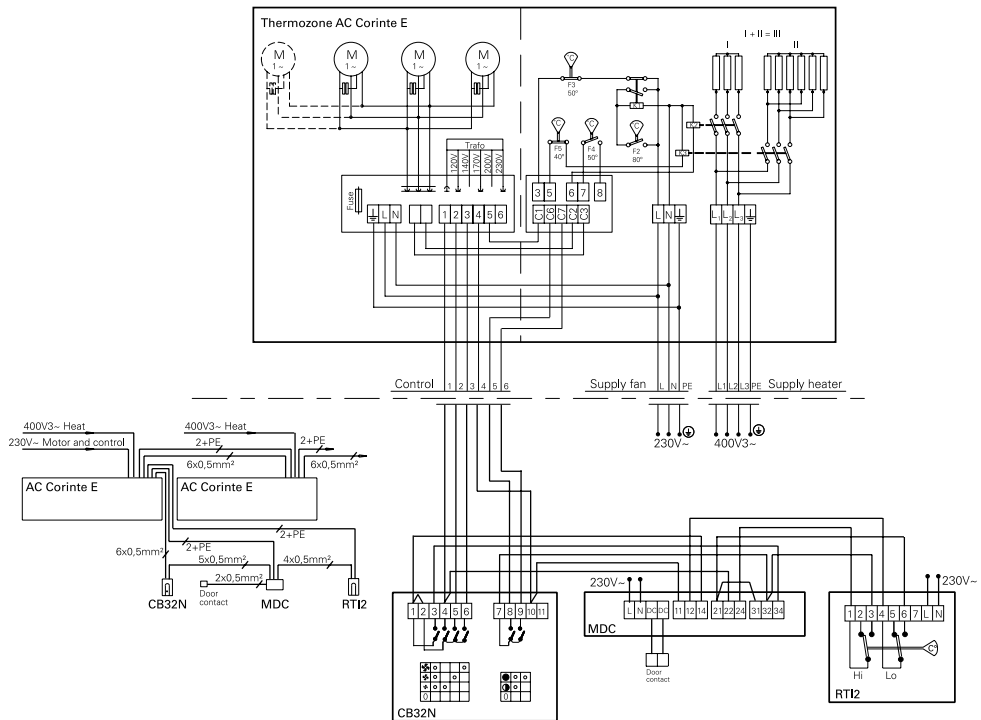 Thermozone AC Corinte E
I + II = III
I II
M M M M
1 ~ 1 ~ 1 ~ 1 ~
C
F3
50°
K1
C C C
F5
40°
F4
50°
F2
80°
K2
K3
Trafo
120V 140V 170V 200V 230V
Fuse
L N
1 2 3 4 5 6
3 5 6 7 8
C1 C6 C7 C2 C3
L N
L1 L2 L3
Control 1 2 3 4 5 6
Supply fan L N PE
L1 L2 L3 PE Supply heater
230V~ 400V3~
400V3~ Heat 400V3~ Heat
230V~ Motor and control 2+PE 2+PE
6x0,5mm² 6x0,5mm²
AC Corinte E AC Corinte E
2+PE
6x0,5mm² 2+PE
5x0,5mm² 4x0,5mm²
2x0,5mm²
Door
contact
CB32N MDC RTI2
1 2 3 4 5 6 7 8 9 10 11
0 0
CB32N
230V~
L N DC DC 11 12 14 21 22 24 31 32 34
MDC
Door
contact
230V~
1 2 3 4 5 6 7 L N
C°
Hi Lo
RTI2